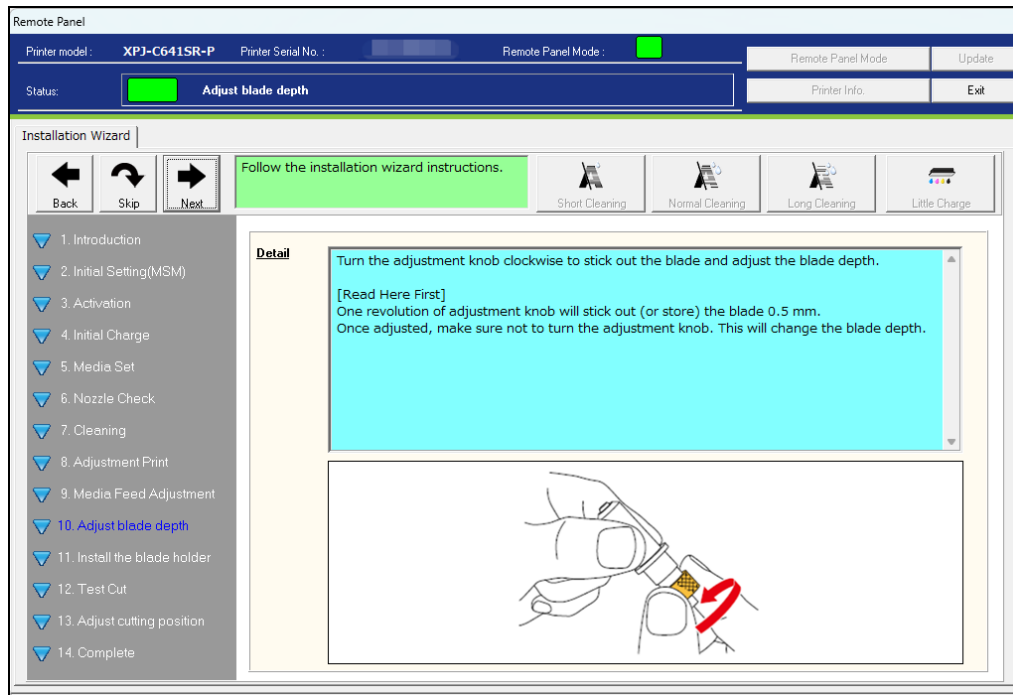 Remote Panel
Printer model :
XPJ-C641SR-P
Printer Serial No. :
Remote Panel Mode :
Remote Panel Mode
Update
Status:
Adjust blade depth
Printer Info.
Exit
Installation Wizard
Back
Skip
Next
Follow the installation wizard instructions.
Short Cleaning
Normal Cleaning
Long Cleaning
Little Charge
1. Introduction
2. Initial Setting(MSM)
3. Activation
4. Initial Charge
5. Media Set
6. Nozzle Check
7. Cleaning
8. Adjustment Print
9. Media Feed Adjustment
10. Adjust blade depth
11. Install the blade holder
12. Test Cut
13. Adjust cutting position
14. Complete
Detail
Turn the adjustment knob clockwise to stick out the blade and adjust the blade depth.
[Read Here First]
One revolution of adjustment knob will stick out (or store) the blade 0.5 mm.
Once adjusted, make sure not to turn the adjustment knob. This will change the blade depth.